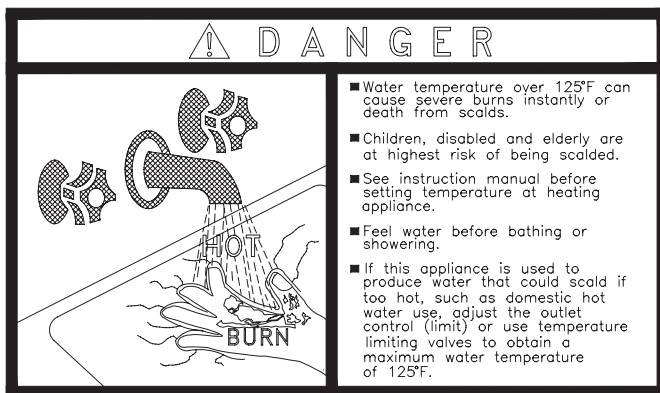 DANGER
HOT
BURN
■ Water temperature over 125°F can
cause severe burns instantly or
death from scalds.
■ Children, disabled and elderly are
at highest risk of being scalded.
■ See instruction manual before
setting temperature at heating
appliance.
■ Feel water before bathing or
showering.
■ If this appliance is used to
produce water that could scald if
too hot, such as domestic hot
water use, adjust the outlet
control (limit) or use temperature
limiting valves to obtain a
maximum water temperature
of 125°F.